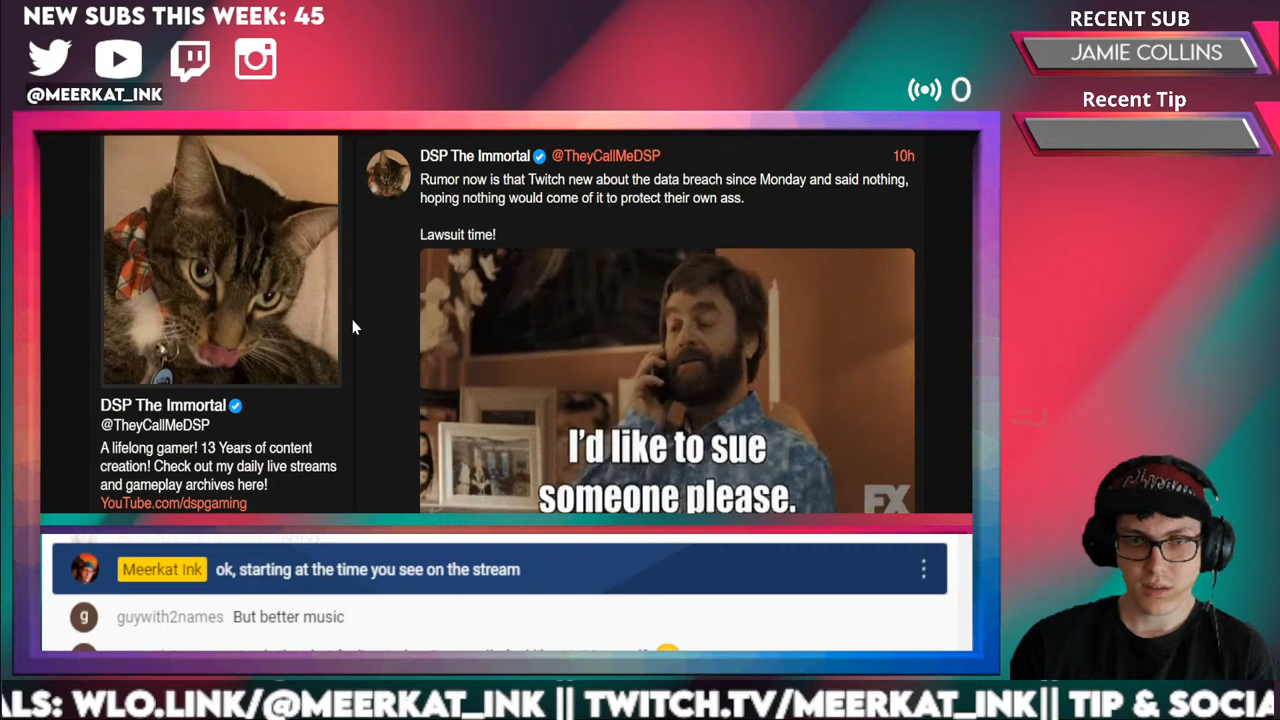 NEW SUBS THIS WEEK: 45
@MEERKAT_INK
0
RECENT SUB
JAMIE COLLINS
Recent Tip
DSP The Immortal
@TheyCallMeDSP
A lifelong gamer! 13 Years of content
creation! Check out my daily live streams
and gameplay archives here!
YouTube.com/dspgaming
DSP The Immortal @TheyCallMeDSP 10h
Rumor now is that Twitch new about the data breach since Monday and said nothing,
hoping nothing would come of it to protect their own ass.
Lawsuit time!
I'd like to sue
someone please.
FX
Meerkat Ink ok, starting at the time you see on the stream
g guywith2names But better music
ALS: WLO.LINK/@MEERKAT_INK || TWITCH.TV/MEERKAT_INK|| TIP & SOCIA